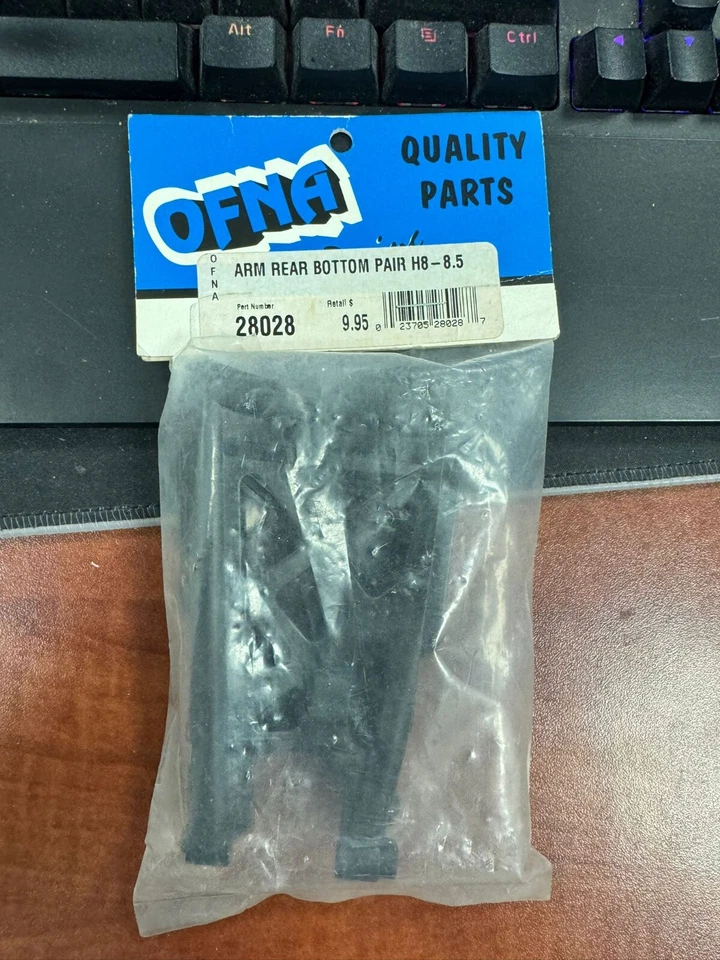 Alt
Fn
Ctrl
OFNA
QUALITY
PARTS
OFNA
ARM REAR BOTTOM PAIR H8-8.5
Part Number
28028
Retail $
9.95
0 23705 28028 7